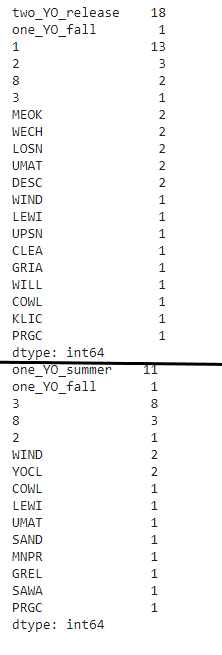 two_YO_release 18
one_YO_fall 1
1 13
2 3
8 2
3 1
MEOK 2
WECH 2
LOSN 2
UMAT 2
DESC 2
WIND 1
LEWI 1
UPSN 1
CLEA 1
GRIA 1
WILL 1
COWL 1
KLIC 1
PRGC 1
dtype: int64
one_YO_summer 11
one_YO_fall 1
3 8
8 3
2 1
WIND 2
YOCL 2
COWL 1
LEWI 1
UMAT 1
SAND 1
MNPR 1
GREL 1
SAWA 1
PRGC 1
dtype: int64